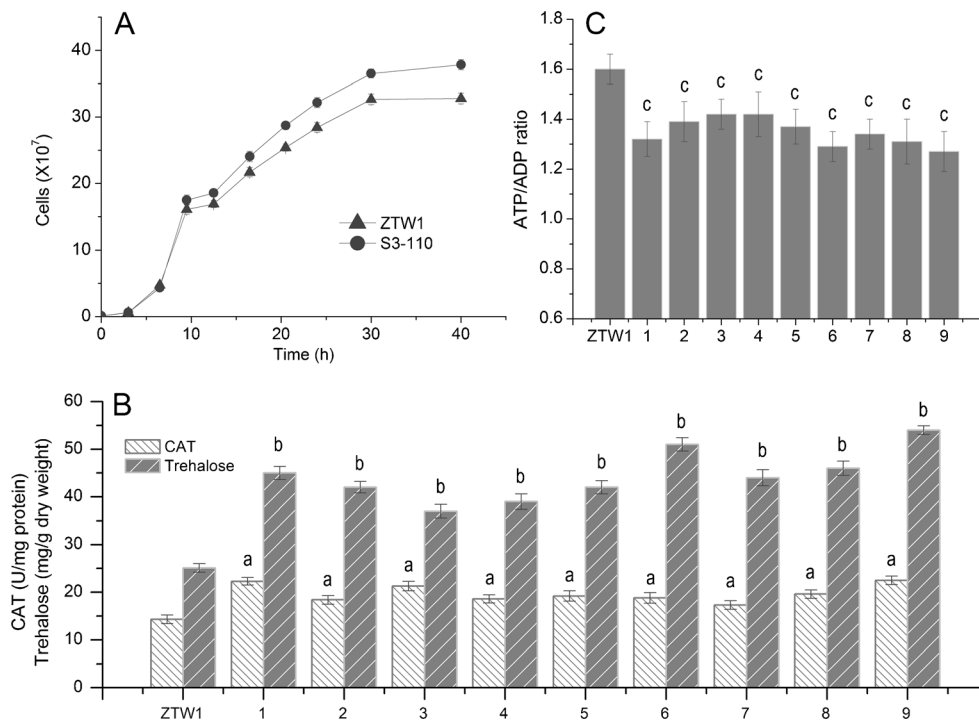 A
Cells (X10⁷)
40
30
20
10
0
ZTW1
S3-110
0 10 20 30 40
Time (h)
C
ATP/ADP ratio
1.8
1.6
1.4
1.2
1.0
0.8
0.6
c c c c c c c c c
ZTW1 1 2 3 4 5 6 7 8 9
B
CAT (U/mg protein)
Trehalose (mg/g dry weight)
60
50
40
30
20
10
0
CAT
Trehalose
b b b b b b b b b
a a a a a a a a a
ZTW1 1 2 3 4 5 6 7 8 9